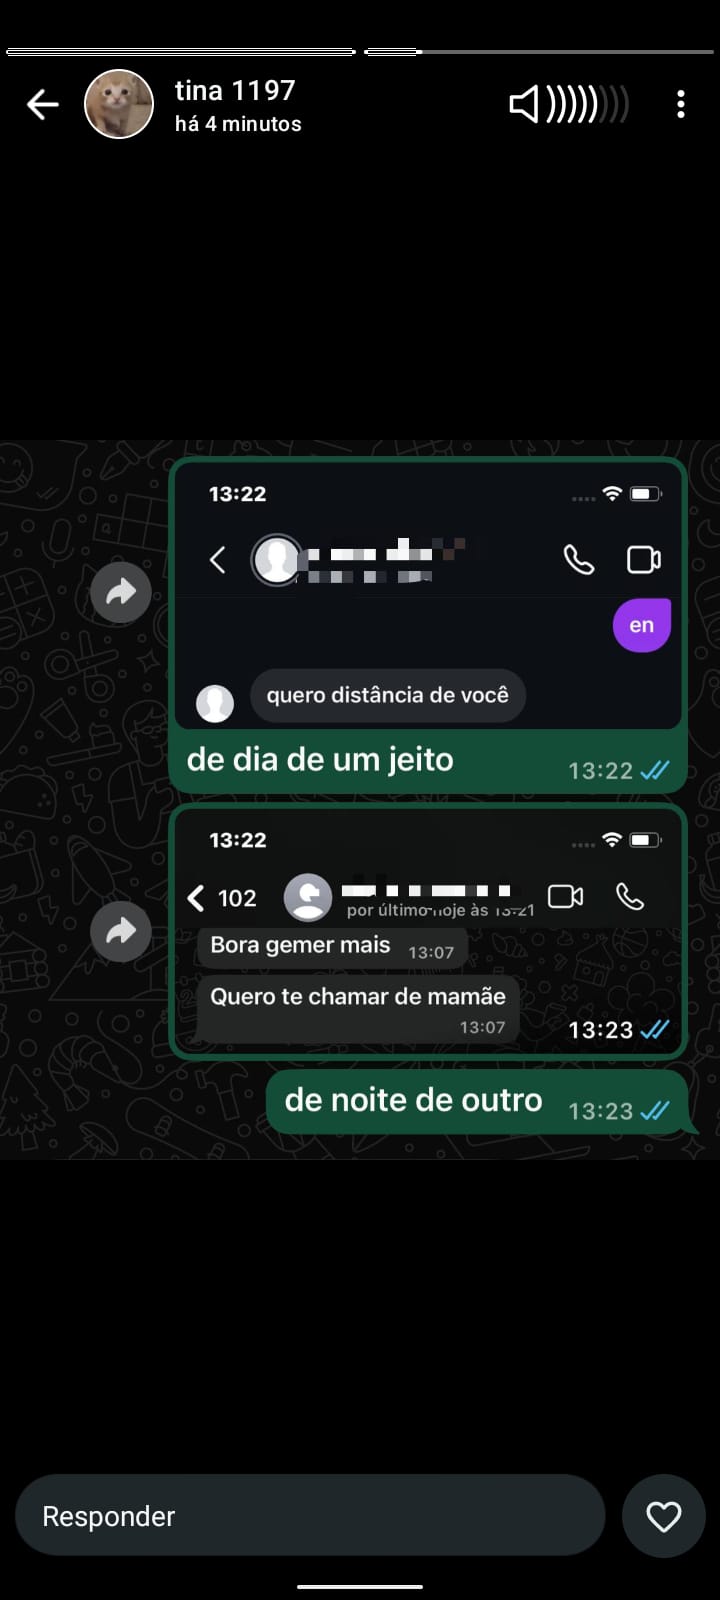 tina 1197
há 4 minutos
13:22
en
quero distância de você
de dia de um jeito
13:22
13:22
102
por último hoje às 13:21
Bora gemer mais 13:07
Quero te chamar de mamãe
13:07
13:23
de noite de outro 13:23
Responder